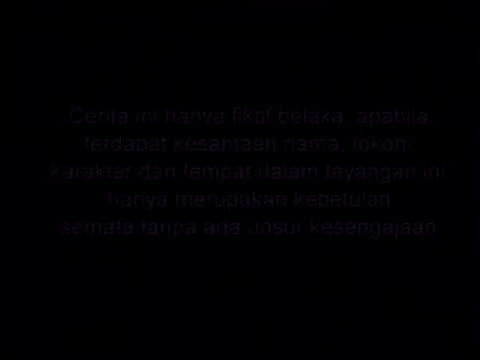 Cerita ini hanya fiktif belaka, apabila
terdapat kesamaan nama, tokoh/
karakter dan tempat dalam tayangan ini
hanya merupakan kebetulan
semata tanpa ada unsur kesengajaan